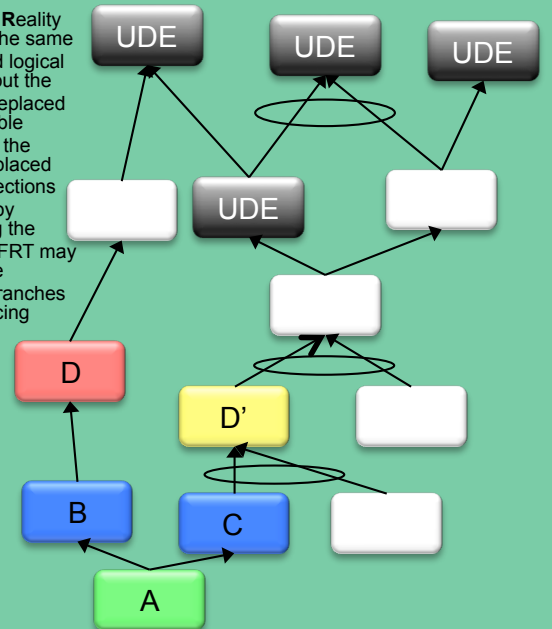 Reality
he same
d logical
out the
eplaced
ble
the
placed
ections
by
g the
FRT may
e
ranches
cing
UDE
UDE
UDE
UDE
D
D’
B
C
A